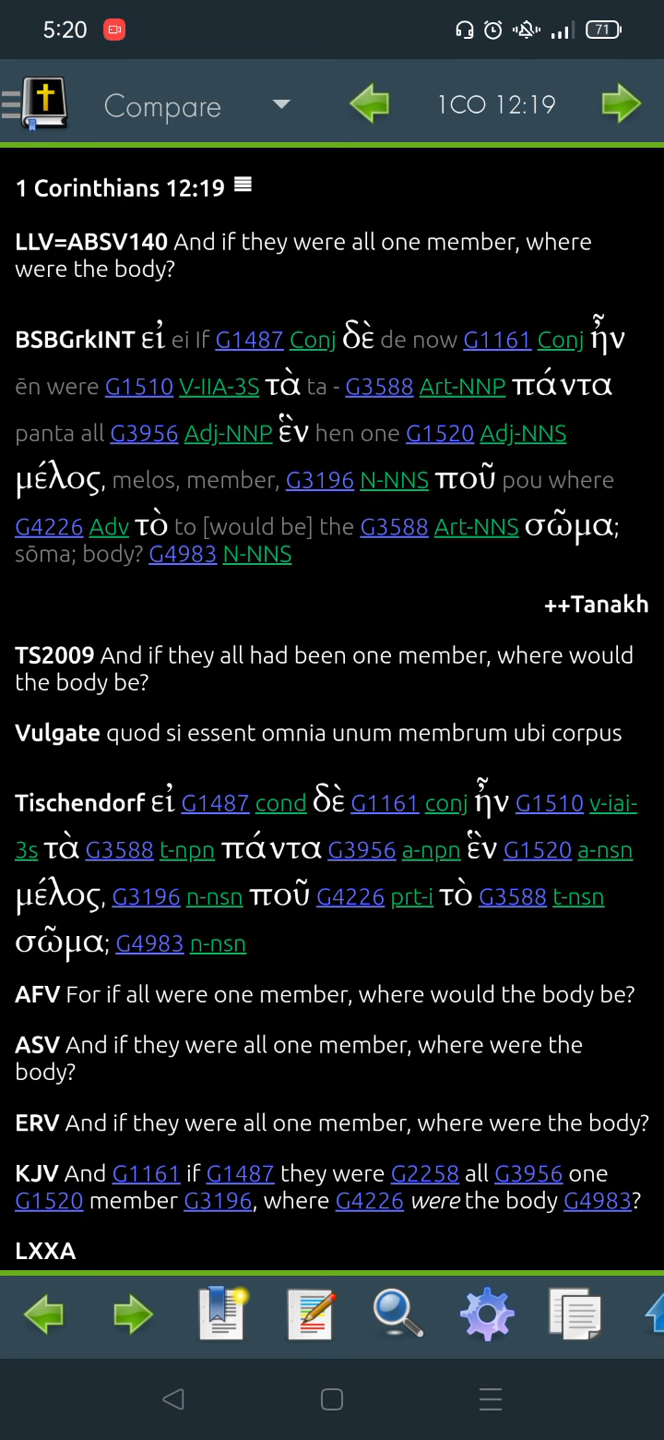 5:20
71
Compare
1CO 12:19
1 Corinthians 12:19
LLV=ABSV140 And if they were all one member, where
were the body?
BSBGrkINT εἰ ei If G1487 Conj δὲ de now G1161 Conj ἦν
ēn were G1510 V-IIA-3S τὰ ta - G3588 Art-NNP πάντα
panta all G3956 Adj-NNP ἓν hen one G1520 Adj-NNS
μέλος, melos, member, G3196 N-NNS ποῦ pou where
G4226 Adv τὸ to [would be] the G3588 Art-NNS σῶμα;
sōma; body? G4983 N-NNS
++Tanakh
TS2009 And if they all had been one member, where would
the body be?
Vulgate quod si essent omnia unum membrum ubi corpus
Tischendorf εἰ G1487 cond δὲ G1161 conj ἦν G1510 v-iai-
3s τὰ G3588 t-npn πάντα G3956 a-npn ἓν G1520 a-nsn
μέλος, G3196 n-nsn ποῦ G4226 prt-i τὸ G3588 t-nsn
σῶμα; G4983 n-nsn
AFV For if all were one member, where would the body be?
ASV And if they were all one member, where were the
body?
ERV And if they were all one member, where were the body?
KJV And G1161 if G1487 they were G2258 all G3956 one
G1520 member G3196, where G4226 were the body G4983?
LXXA